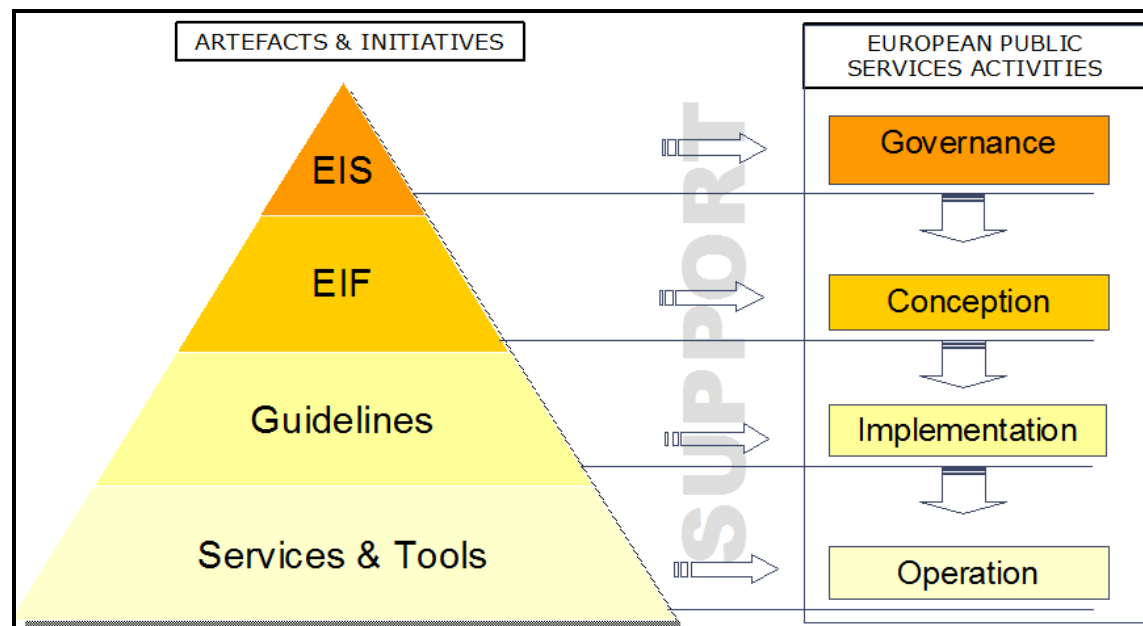 ARTEFACTS & INITIATIVES
EUROPEAN PUBLIC
SERVICES ACTIVITIES
EIS
EIF
Guidelines
Services & Tools
SUPPORT
Governance
Conception
Implementation
Operation